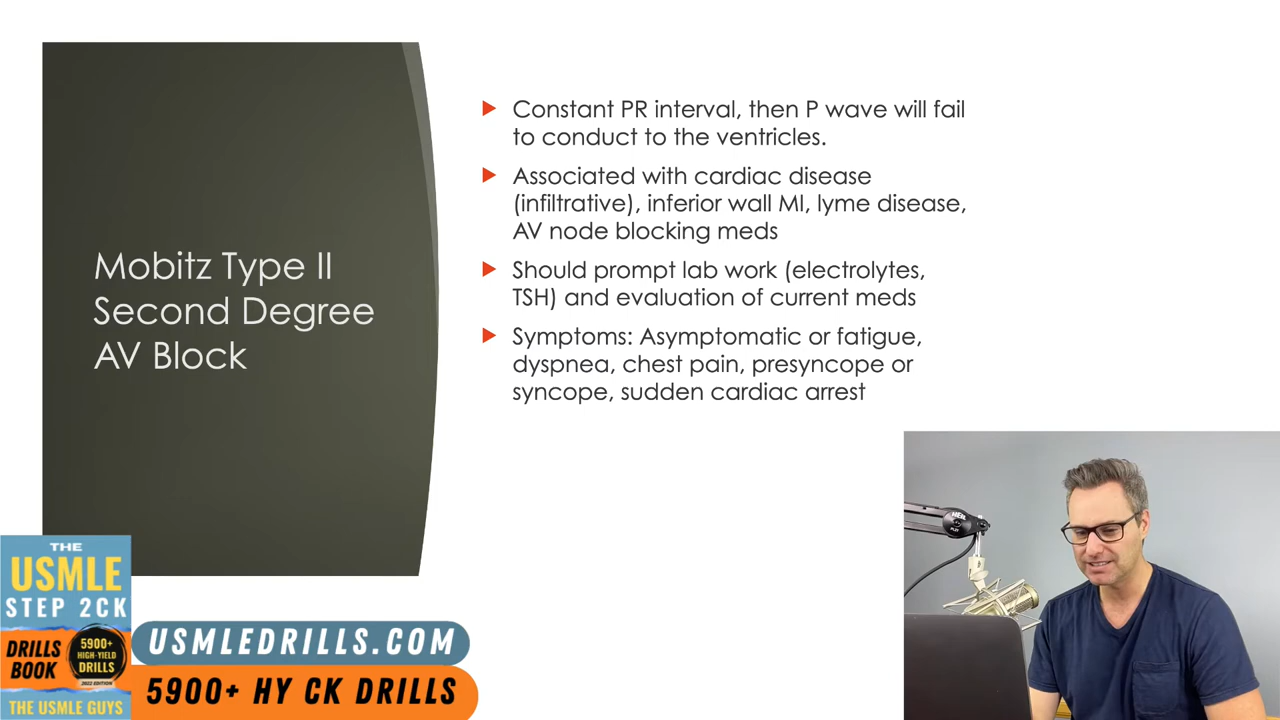 Mobitz Type II
Second Degree
AV Block
Constant PR interval, then P wave will fail
to conduct to the ventricles.
Associated with cardiac disease
(infiltrative), inferior wall MI, lyme disease,
AV node blocking meds
Should prompt lab work (electrolytes,
TSH) and evaluation of current meds
Symptoms: Asymptomatic or fatigue,
dyspnea, chest pain, presyncope or
syncope, sudden cardiac arrest
THE
USMLE
STEP 2CK
DRILLS
BOOK
5900+
HIGH-YIELD
DRILLS
2022 EDITION
THE USMLE GUYS
USMLEDRILLS.COM
5900+ HY CK DRILLS